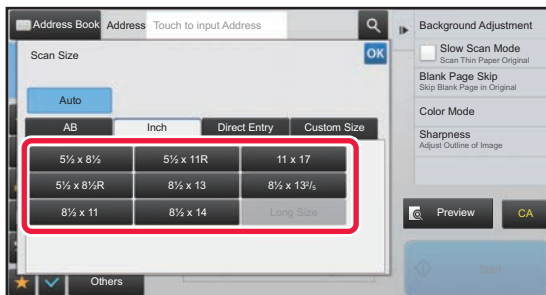 Address Book
Address
Touch to input Address
Scan Size
OK
Auto
AB
Inch
Direct Entry
Custom Size
5½ x 8½
5½ x 11R
11 x 17
5½ x 8½R
8½ x 13
8½ x 13²/₅
8½ x 11
8½ x 14
Long Size
Others
Background Adjustment
Slow Scan Mode
Scan Thin Paper Original
Blank Page Skip
Skip Blank Page in Original
Color Mode
Sharpness
Adjust Outline of Image
Preview
CA
Start